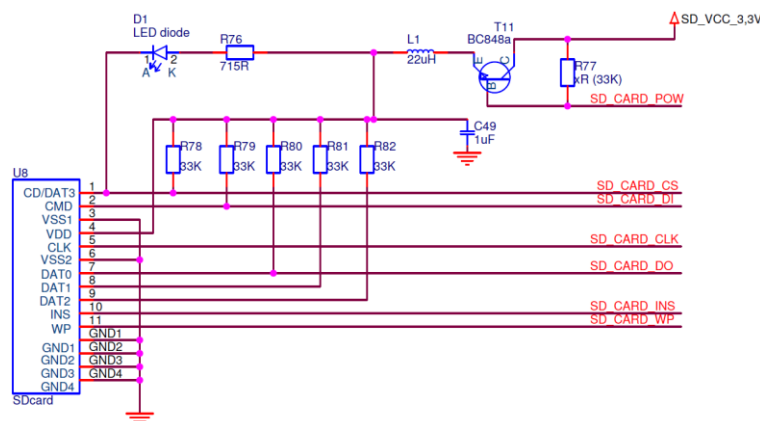 D1
LED diode
1 2
A K
R76
715R
L1
22uH
T11
BC848a
E
B
C
SD_VCC_3,3V
R77
xR (33K)
SD_CARD_POW
C49
1uF
R78
33K
R79
33K
R80
33K
R81
33K
R82
33K
U8
CD/DAT3 1 SD_CARD_CS
CMD 2 SD_CARD_DI
VSS1 3
VDD 4
CLK 5 SD_CARD_CLK
VSS2 6
DAT0 7 SD_CARD_DO
DAT1 8
DAT2 9
INS 10 SD_CARD_INS
WP 11 SD_CARD_WP
GND1 GND1
GND2 GND2
GND3 GND3
GND4 GND4
SDcard